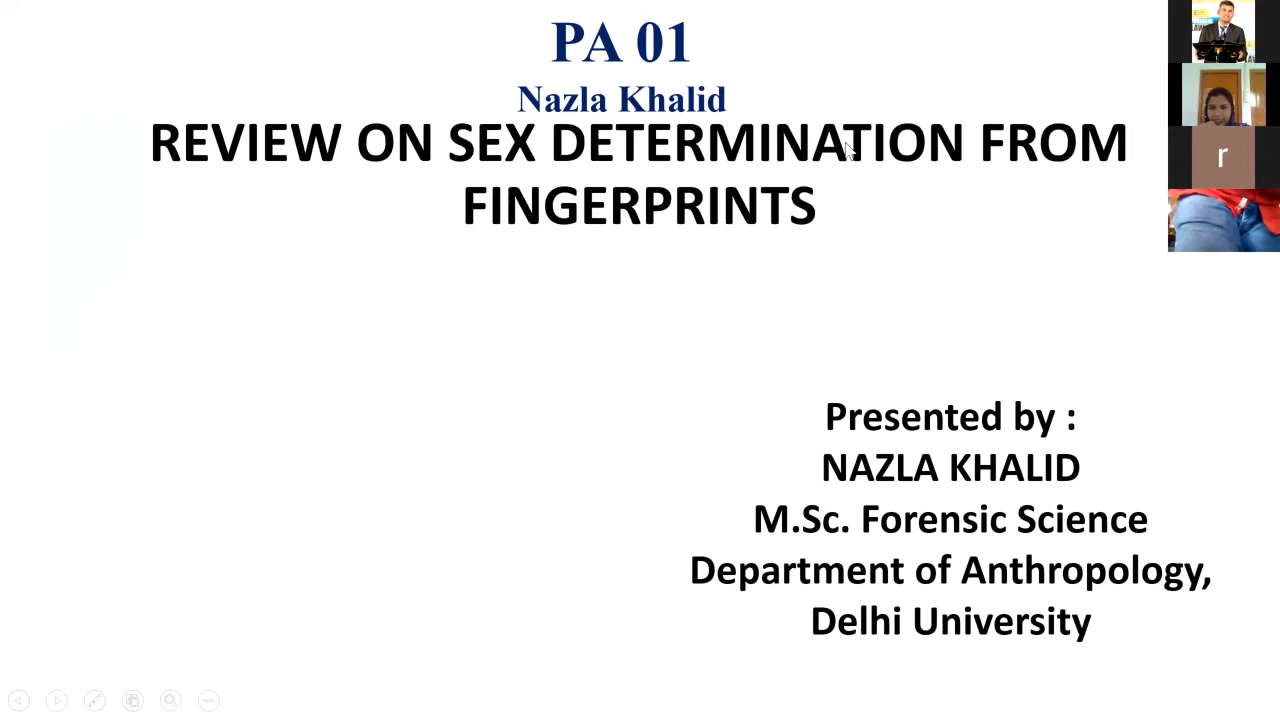 PA 01
Nazla Khalid
REVIEW ON SEX DETERMINATION FROM
FINGERPRINTS
r
Presented by :
NAZLA KHALID
M.Sc. Forensic Science
Department of Anthropology,
Delhi University